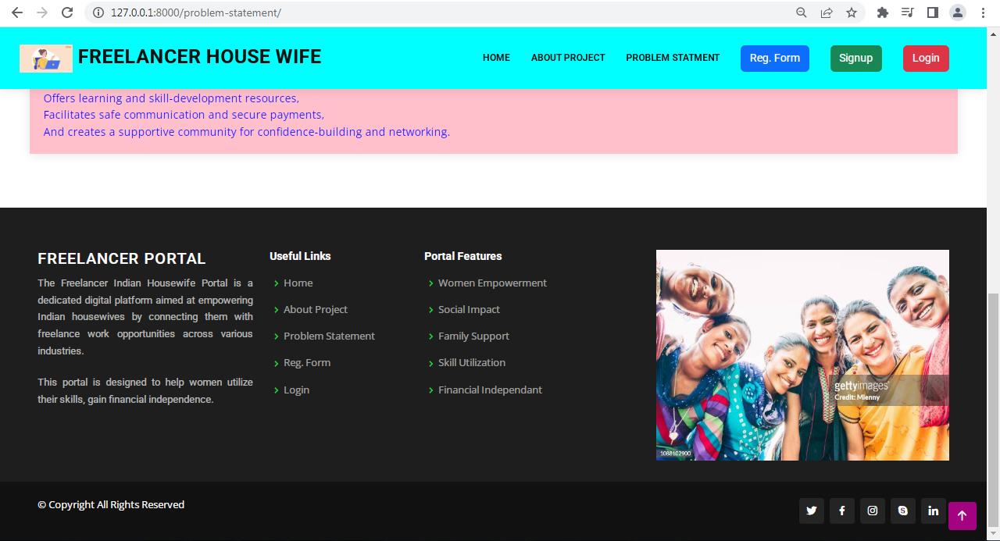 127.0.0.1:8000/problem-statement/
FREELANCER HOUSE WIFE
HOME
ABOUT PROJECT
PROBLEM STATMENT
Reg. Form
Signup
Login
Offers learning and skill-development resources,
Facilitates safe communication and secure payments,
And creates a supportive community for confidence-building and networking.
FREELANCER PORTAL
The Freelancer Indian Housewife Portal is a
dedicated digital platform aimed at empowering
Indian housewives by connecting them with
freelance work opportunities across various
industries.
This portal is designed to help women utilize
their skills, gain financial independence.
Useful Links
Home
About Project
Problem Statement
Reg. Form
Login
Portal Features
Women Empowerment
Social Impact
Family Support
Skill Utilization
Financial Independant
gettyimages
Credit: Mlenny
1088102900
© Copyright All Rights Reserved